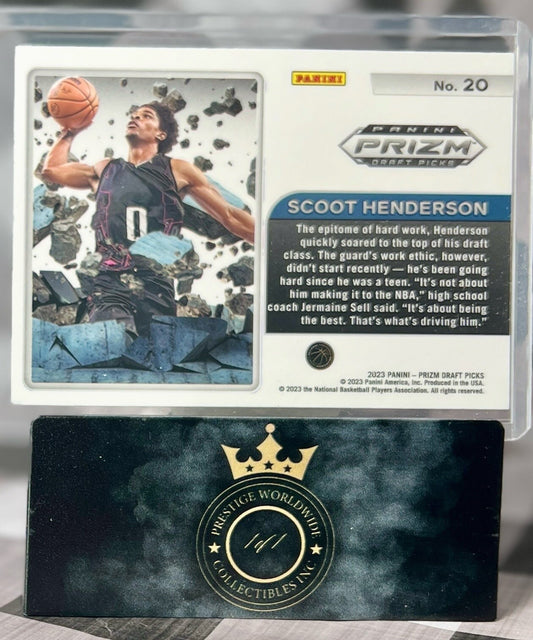 PANINI
No. 20
PANINI
PRIZM
DRAFT PICKS
SCOOT HENDERSON
The epitome of hard work, Henderson
quickly soared to the top of his draft
class. The guard's work ethic, however,
didn't start recently — he's been going
hard since he was a teen. "It's not about
him making it to the NBA," high school
coach Jermaine Sell said. "It's about being
the best. That's what's driving him."
2023 PANINI – PRIZM DRAFT PICKS
© 2023 Panini America, Inc. Produced in the USA.
© 2023 the National Basketball Players Association. All rights reserved.
0
PRESTIGE WORLDWIDE
1of1
COLLECTIBLES INC